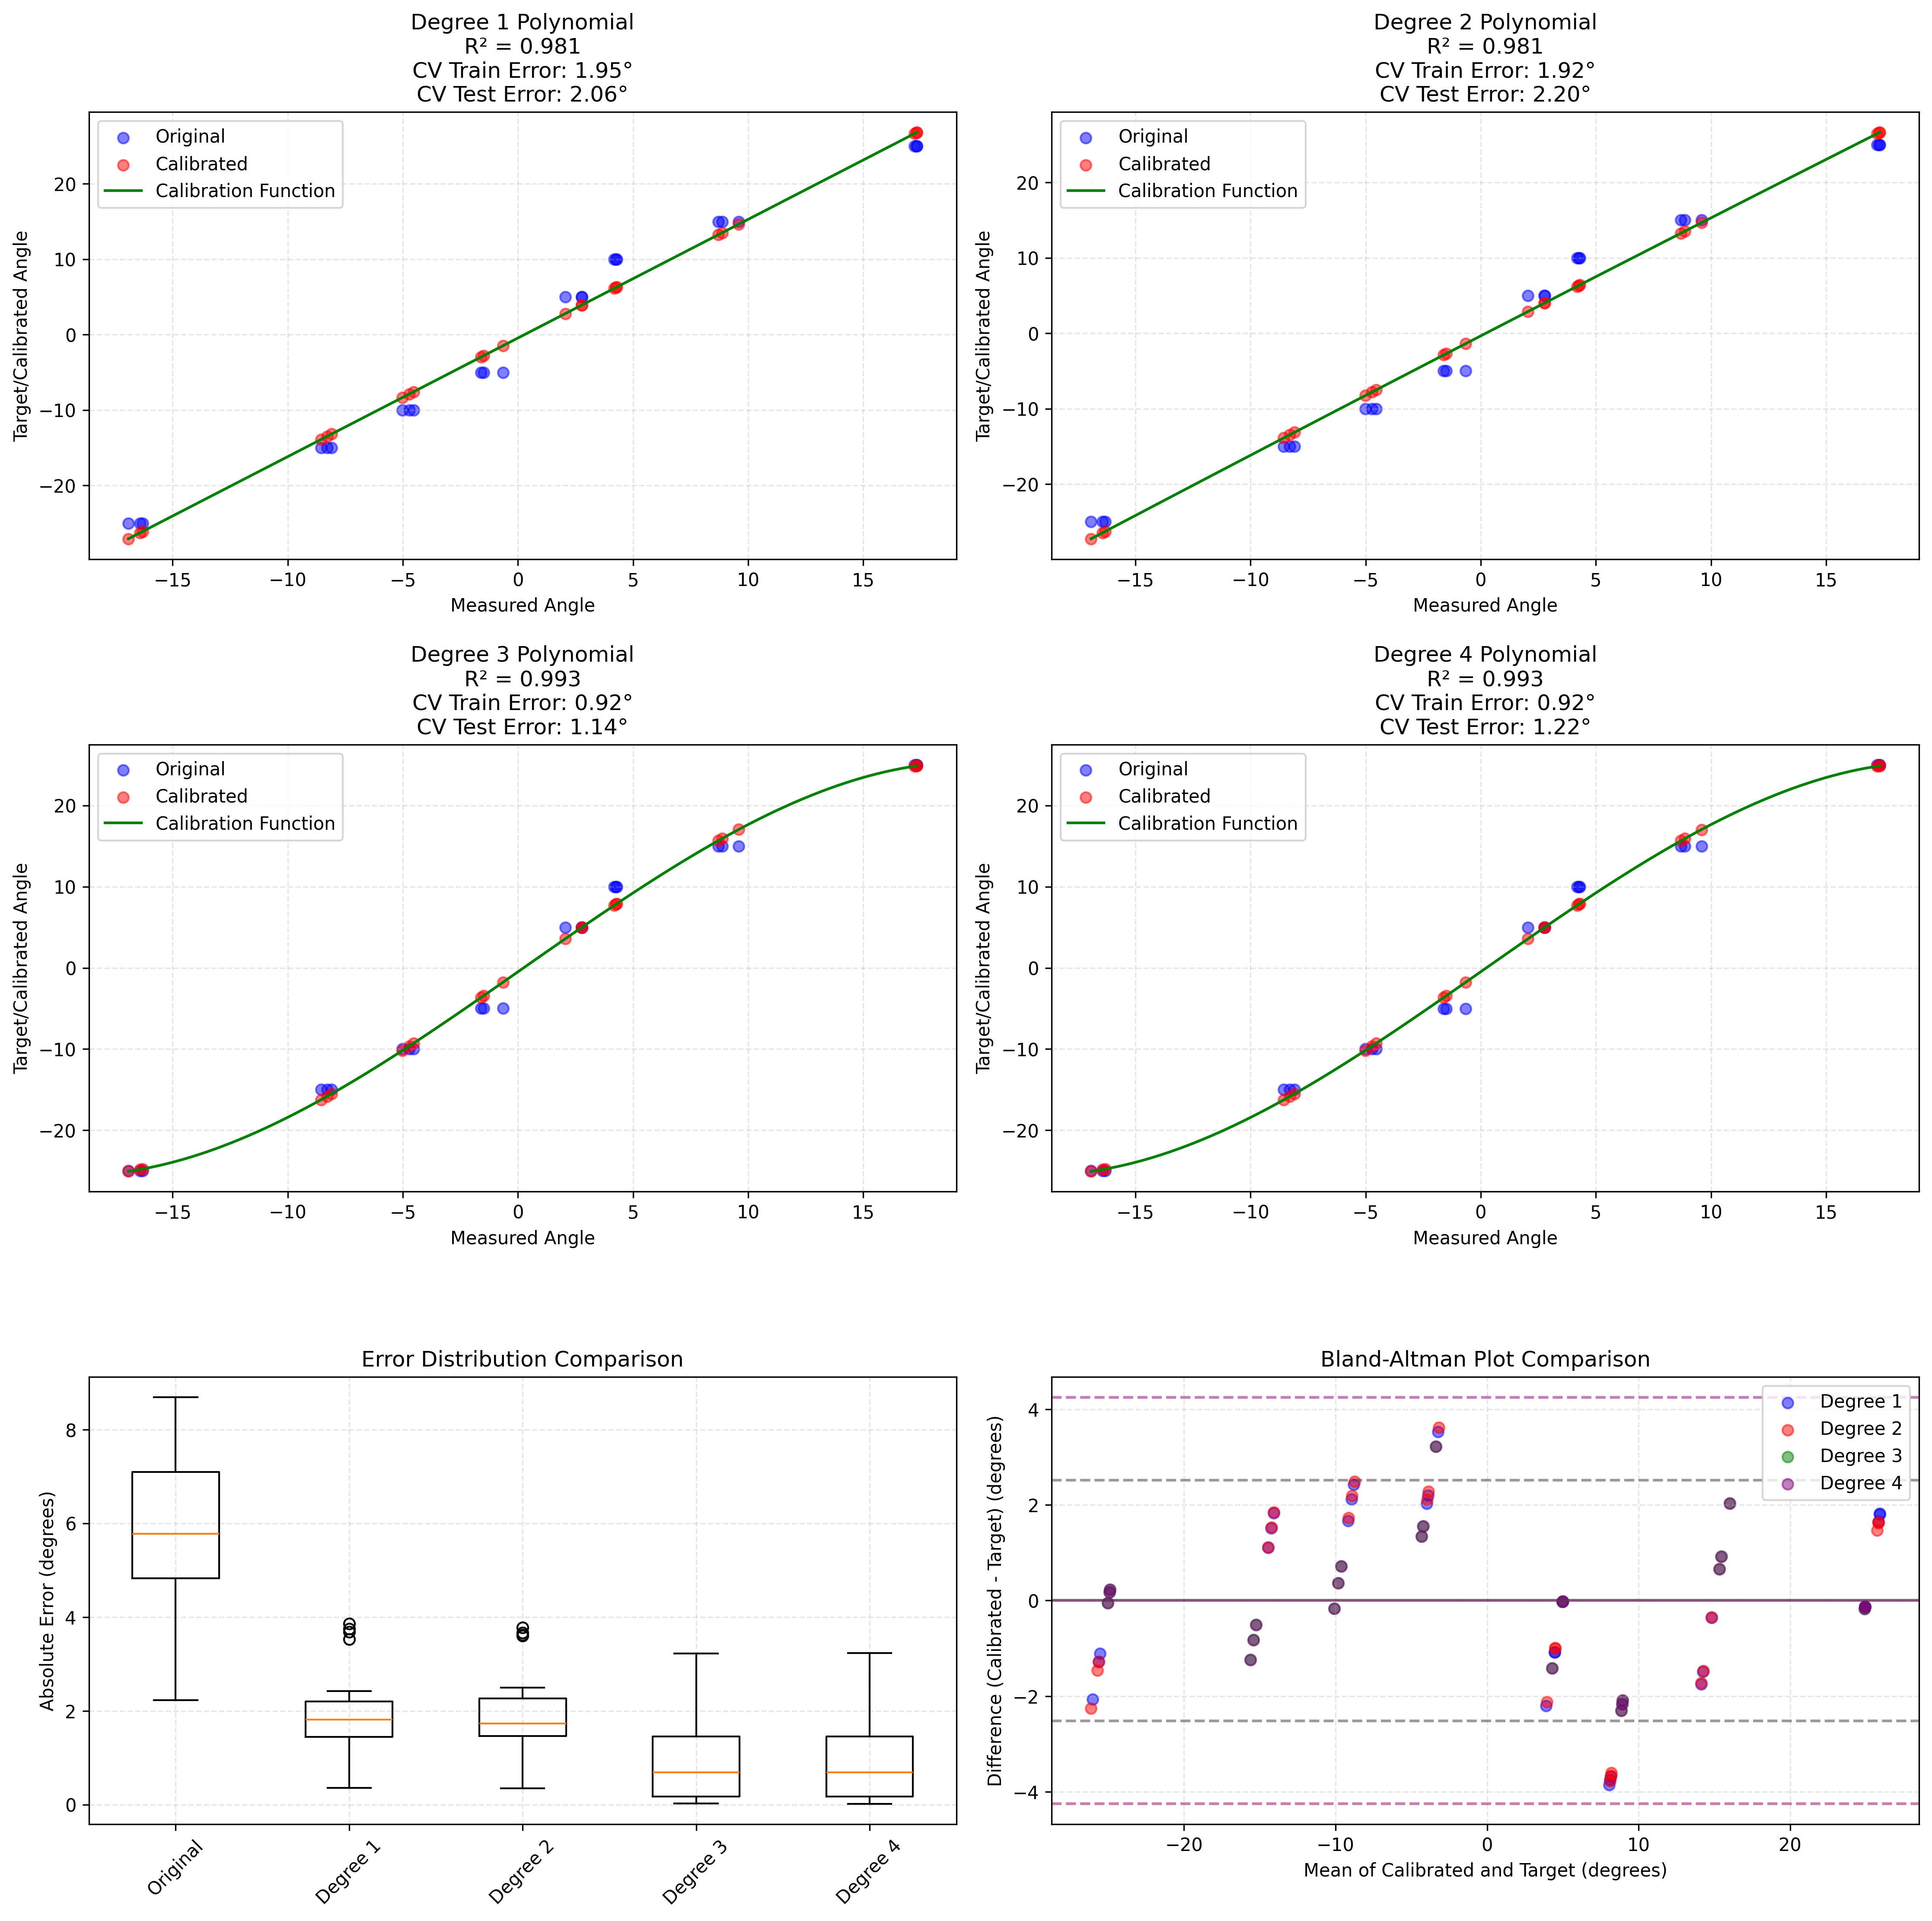 Degree 1 Polynomial
R² = 0.981
CV Train Error: 1.95°
CV Test Error: 2.06°
Original
Calibrated
Calibration Function
Target/Calibrated Angle
20
10
0
−10
−20
−15
−10
−5
0
5
10
15
Measured Angle
Degree 2 Polynomial
R² = 0.981
CV Train Error: 1.92°
CV Test Error: 2.20°
Original
Calibrated
Calibration Function
Target/Calibrated Angle
20
10
0
−10
−20
−15
−10
−5
0
5
10
15
Measured Angle
Degree 3 Polynomial
R² = 0.993
CV Train Error: 0.92°
CV Test Error: 1.14°
Original
Calibrated
Calibration Function
Target/Calibrated Angle
20
10
0
−10
−20
−15
−10
−5
0
5
10
15
Measured Angle
Degree 4 Polynomial
R² = 0.993
CV Train Error: 0.92°
CV Test Error: 1.22°
Original
Calibrated
Calibration Function
Target/Calibrated Angle
20
10
0
−10
−20
−15
−10
−5
0
5
10
15
Measured Angle
Error Distribution Comparison
Absolute Error (degrees)
8
6
4
2
0
Original
Degree 1
Degree 2
Degree 3
Degree 4
Bland-Altman Plot Comparison
Degree 1
Degree 2
Degree 3
Degree 4
Difference (Calibrated - Target) (degrees)
4
2
0
−2
−4
−20
−10
0
10
20
Mean of Calibrated and Target (degrees)